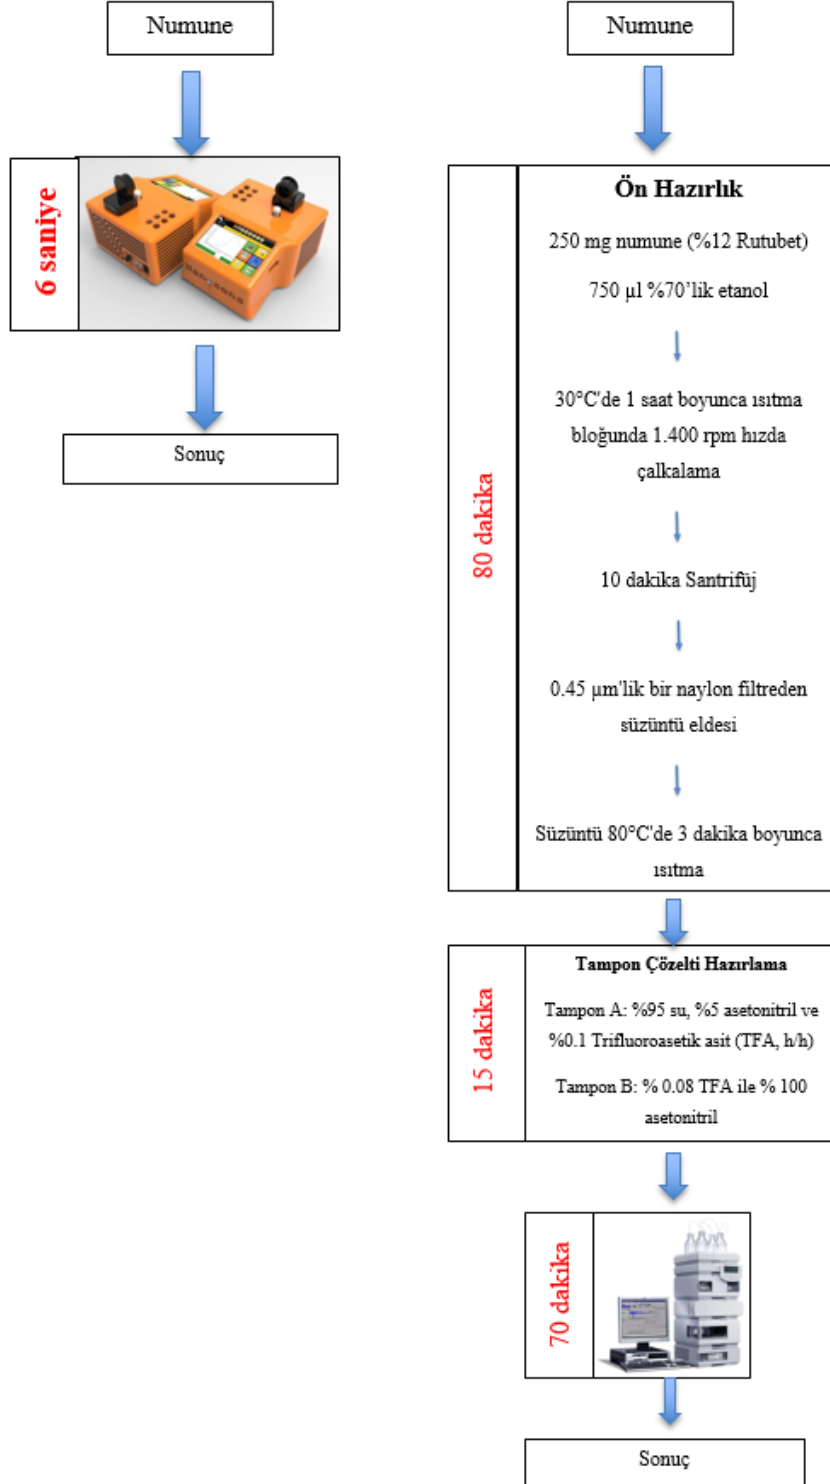 Numune
6 saniye
Sonuç
Numune
80 dakika
Ön Hazırlık
250 mg numune (%12 Rutubet)
750 µl %70’lik etanol
30°C'de 1 saat boyunca ısıtma
bloğunda 1.400 rpm hızda
çalkalama
10 dakika Santrifüj
0.45 µm'lik bir naylon filtreden
süzüntü eldesi
Süzüntü 80°C'de 3 dakika boyunca
ısıtma
15 dakika
Tampon Çözelti Hazırlama
Tampon A: %95 su, %5 asetonitril ve
%0.1 Trifluoroasetik asit (TFA, h/h)
Tampon B: % 0.08 TFA ile % 100
asetonitril
70 dakika
Sonuç